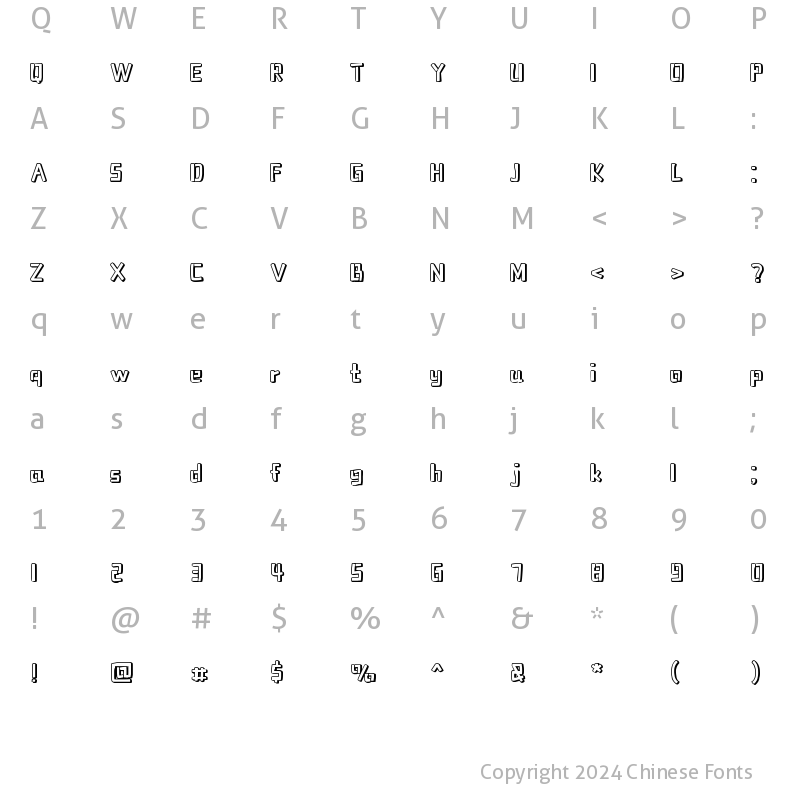 Q W E R T Y U I O P
Q W E R T Y U I O P
A S D F G H J K L :
A S D F G H J K L :
Z X C V B N M < > ?
Z X C V B N M < > ?
q w e r t y u i o p
q w e r t y u i o p
a s d f g h j k l ;
a s d f g h j k l ;
1 2 3 4 5 6 7 8 9 0
1 2 3 4 5 6 7 8 9 0
! @ # $ % ^ & * ( )
! @ # $ % ^ & * ( )
Copyright 2024 Chinese Fonts